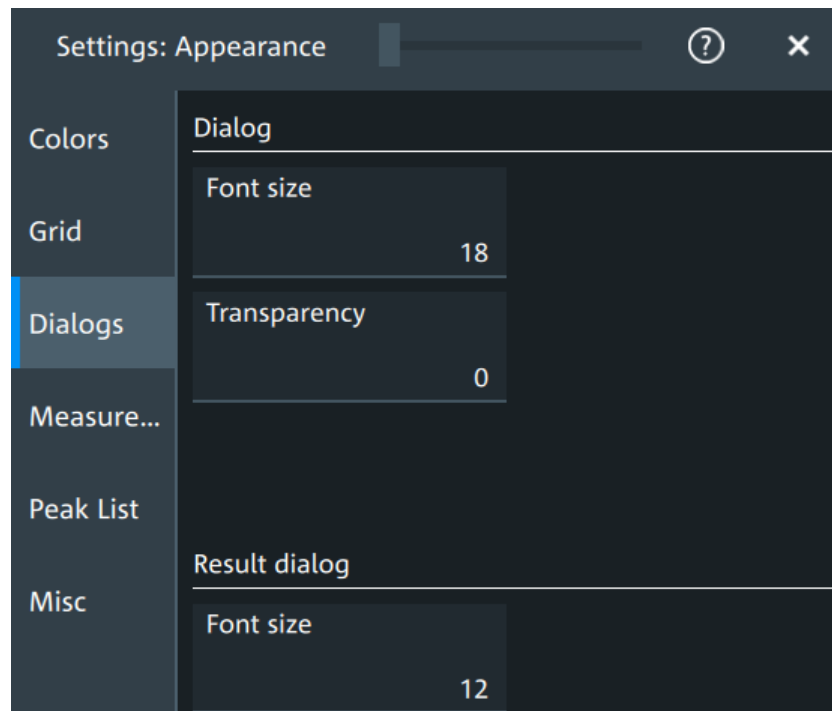 Settings: Appearance ?
Colors
Grid
Dialogs
Measure...
Peak List
Misc
Dialog
Font size
18
Transparency
0
Result dialog
Font size
12